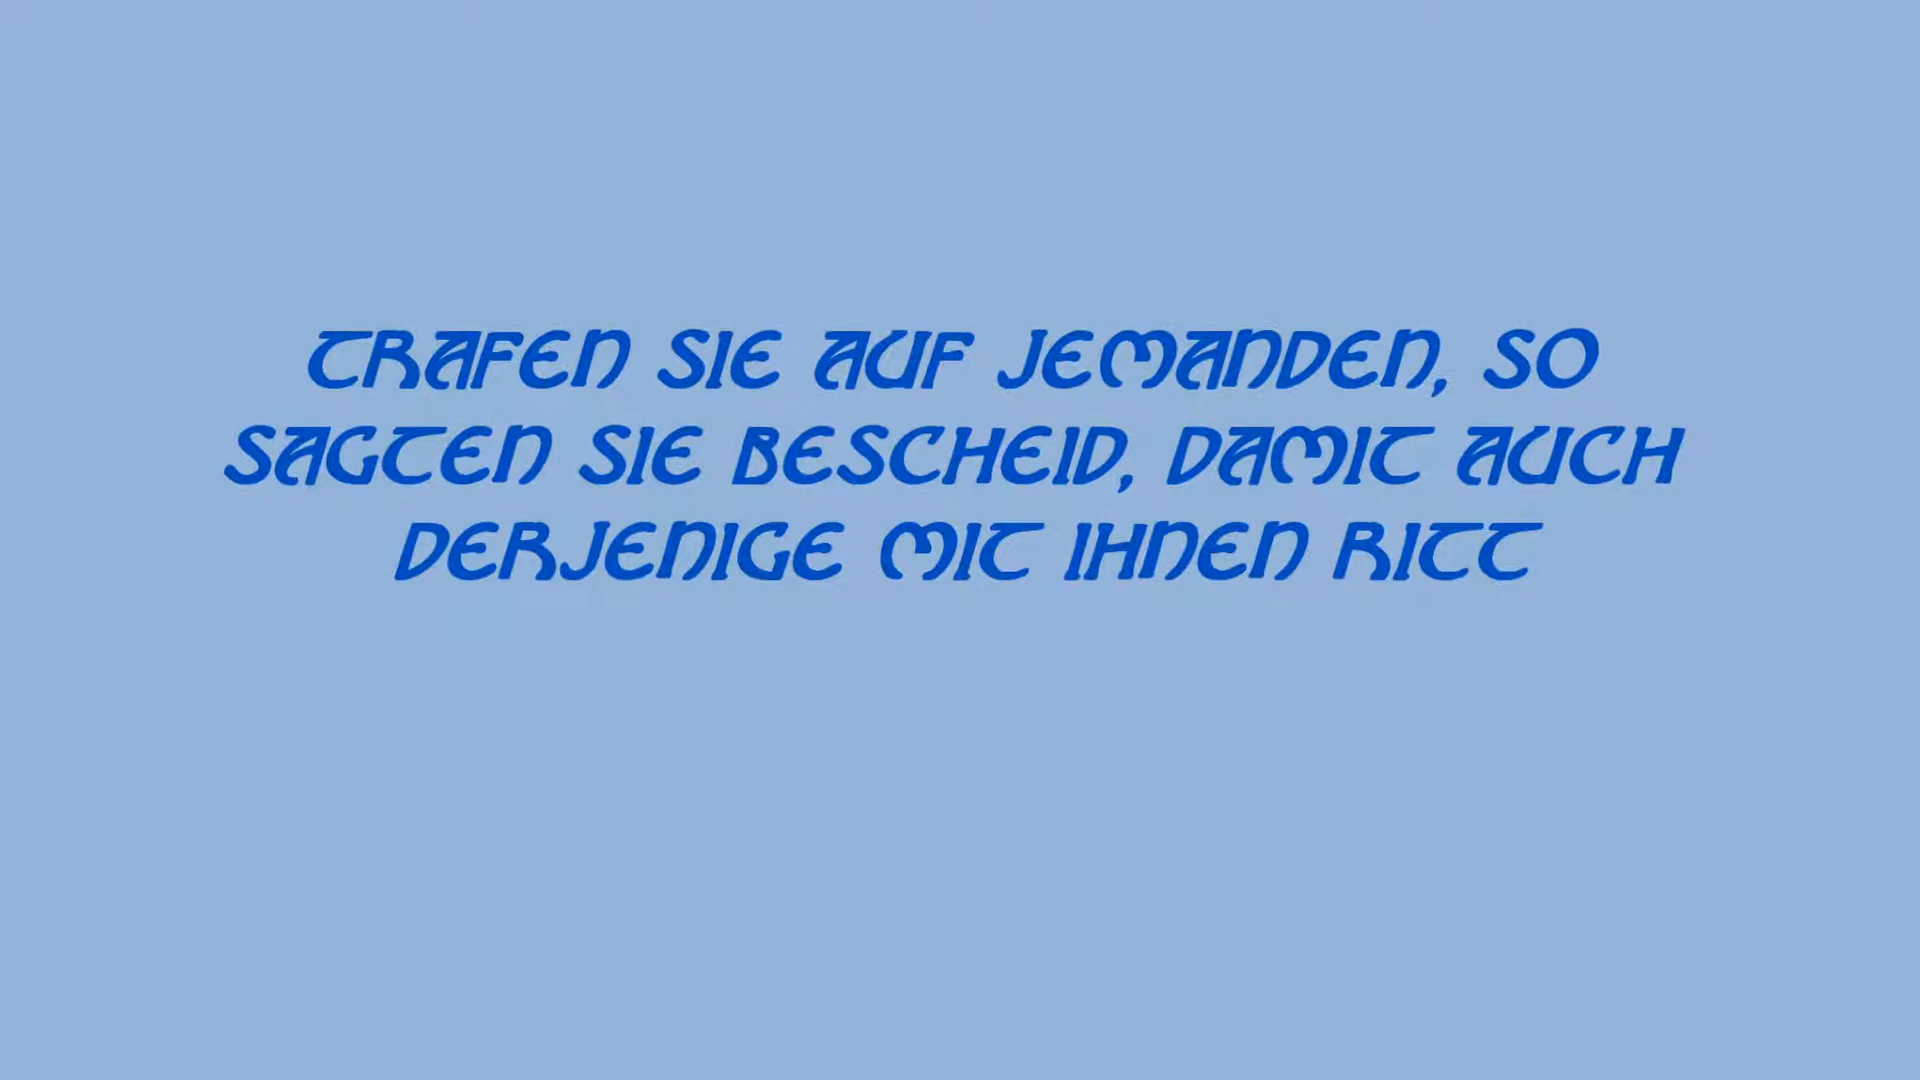 TRAFEN SIE AUF JEMANDEN, SO
SAGTEN SIE BESCHEID, DAMIT AUCH
DERJENIGE MIT IHNEN RITT